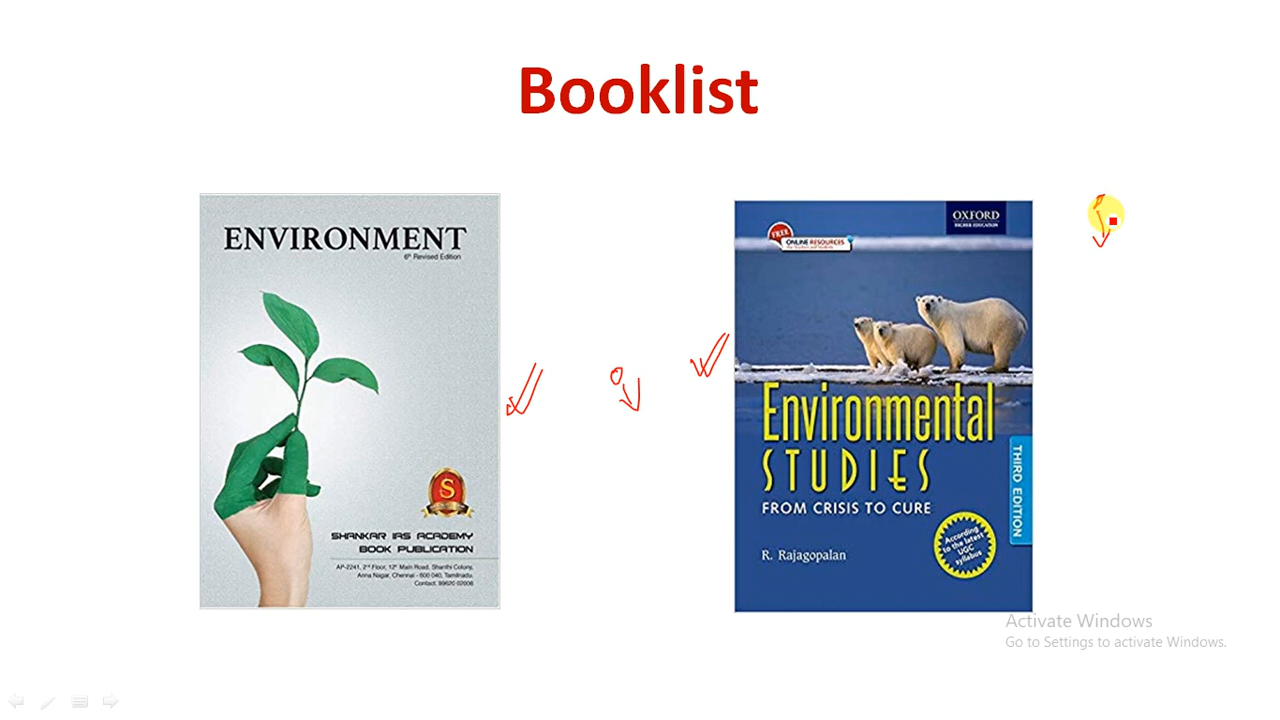 Booklist
ENVIRONMENT
6th Revised Edition
SHANKAR IAS ACADEMY
BOOK PUBLICATION
AP-2241, 2nd Floor, 12th Main Road, Shanthi Colony,
Anna Nagar, Chennai - 600 040, Tamilnadu.
Contact: 99620 02008
S
OXFORD
HIGHER EDUCATION
FREE
ONLINE RESOURCES
Environmental
STUDIES
FROM CRISIS TO CURE
THIRD EDITION
According
to the latest
UGC
syllabus
R. Rajagopalan
Activate Windows
Go to Settings to activate Windows.